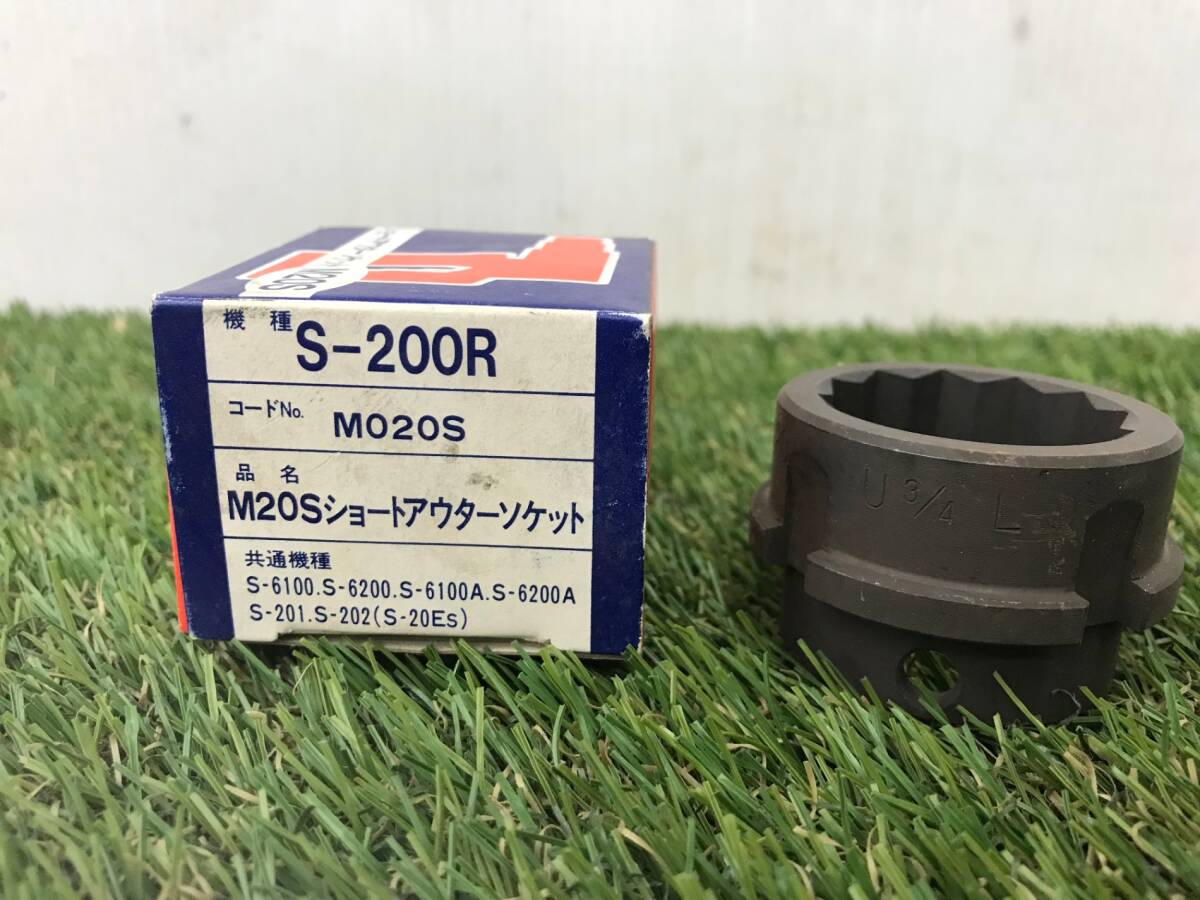 M020S
機種
S-200R
コードNo.
M020S
品名
M20Sショートアウターソケット
共通機種
S-6100.S-6200.S-6100A.S-6200A
S-201.S-202(S-20Es)
U 3/4 L